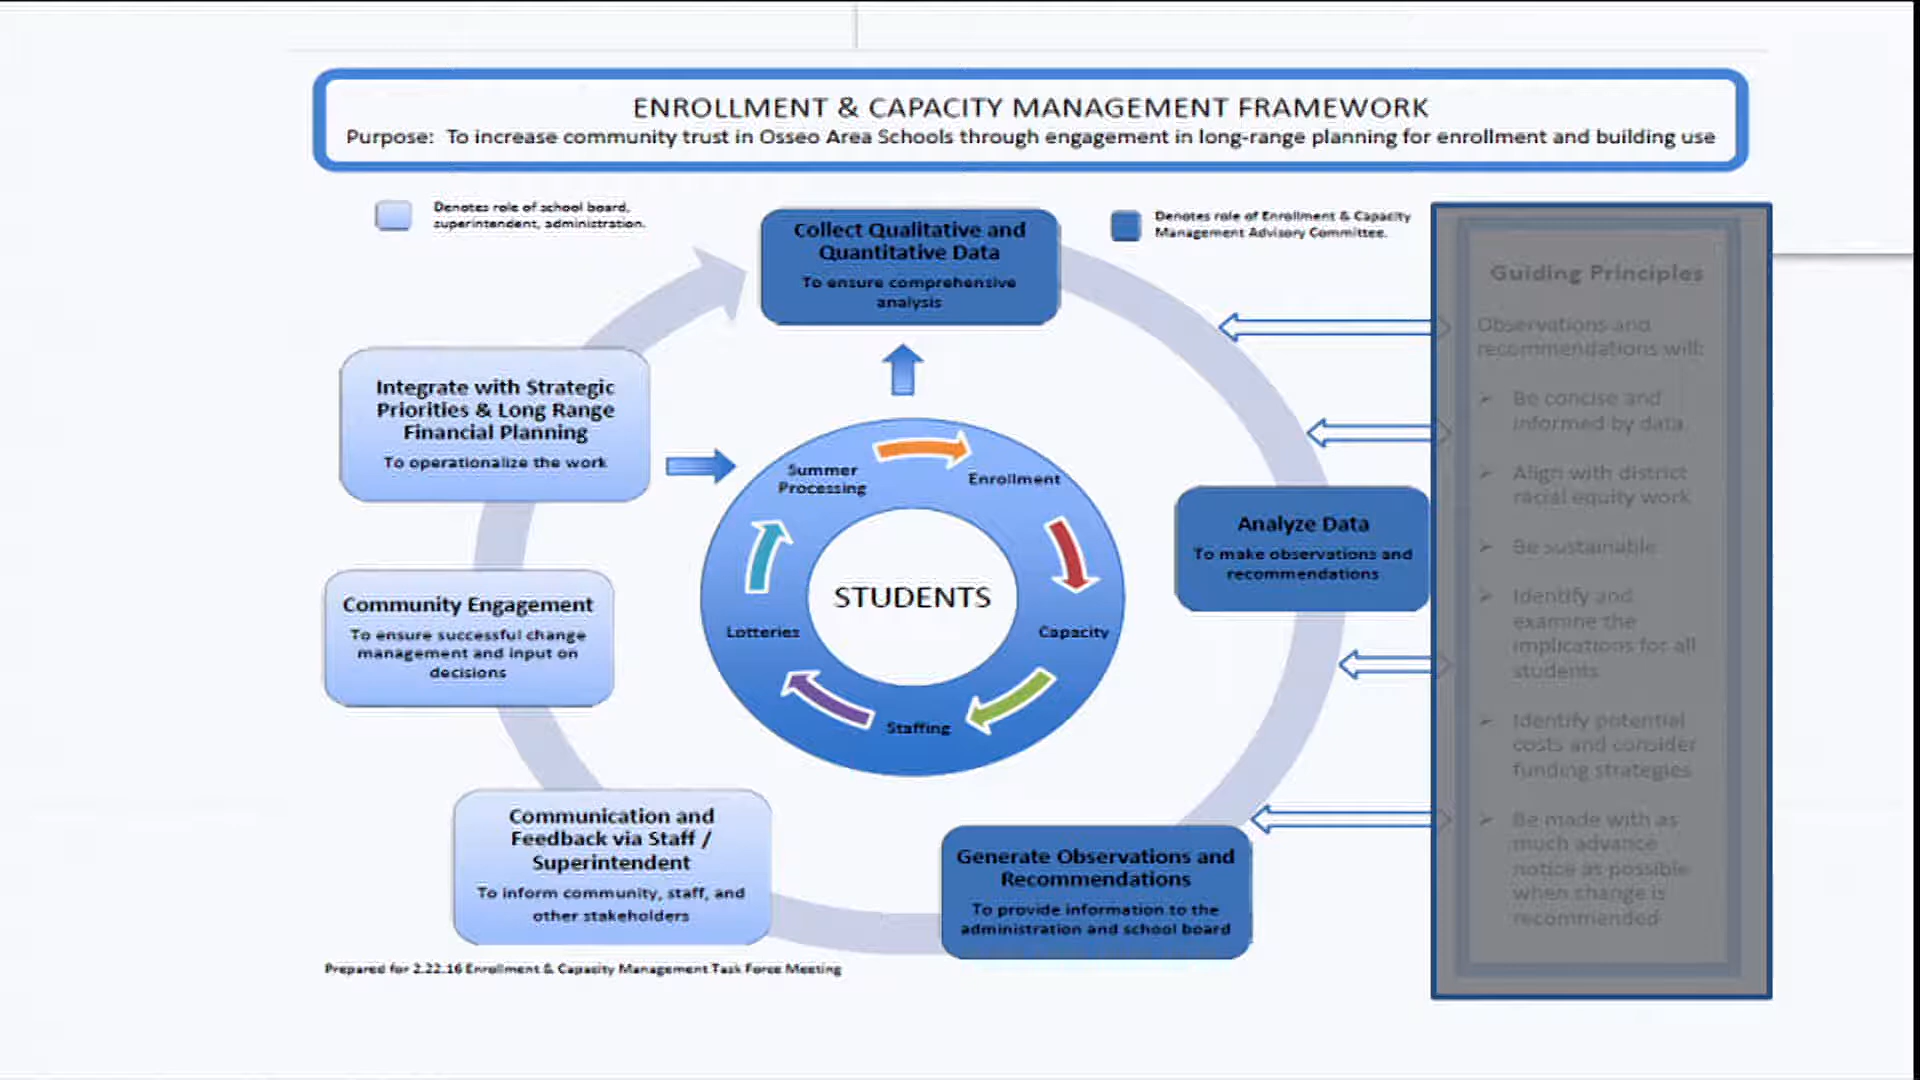 ENROLLMENT & CAPACITY MANAGEMENT FRAMEWORK
Purpose: To increase community trust in Osseo Area Schools through engagement in long-range planning for enrollment and building use
Denotes role of school board,
superintendent, administration.
Denotes role of Enrollment & Capacity
Management Advisory Committee.
Collect Qualitative and
Quantitative Data
To ensure comprehensive
analysis
Integrate with Strategic
Priorities & Long Range
Financial Planning
To operationalize the work
Community Engagement
To ensure successful change
management and input on
decisions
Communication and
Feedback via Staff /
Superintendent
To inform community, staff, and
other stakeholders
Generate Observations and
Recommendations
To provide information to the
administration and school board
Analyze Data
To make observations and
recommendations
Summer
Processing
Enrollment
Capacity
Staffing
Lotteries
STUDENTS
Guiding Principles
Observations and
recommendations will:
➢ Be concise and
informed by data
➢ Align with district
racial equity work
➢ Be sustainable
➢ Identify and
examine the
implications for all
students
➢ Identify potential
costs and consider
funding strategies
➢ Be made with as
much advance
notice as possible
when change is
recommended
Prepared for 2.22.16 Enrollment & Capacity Management Task Force Meeting